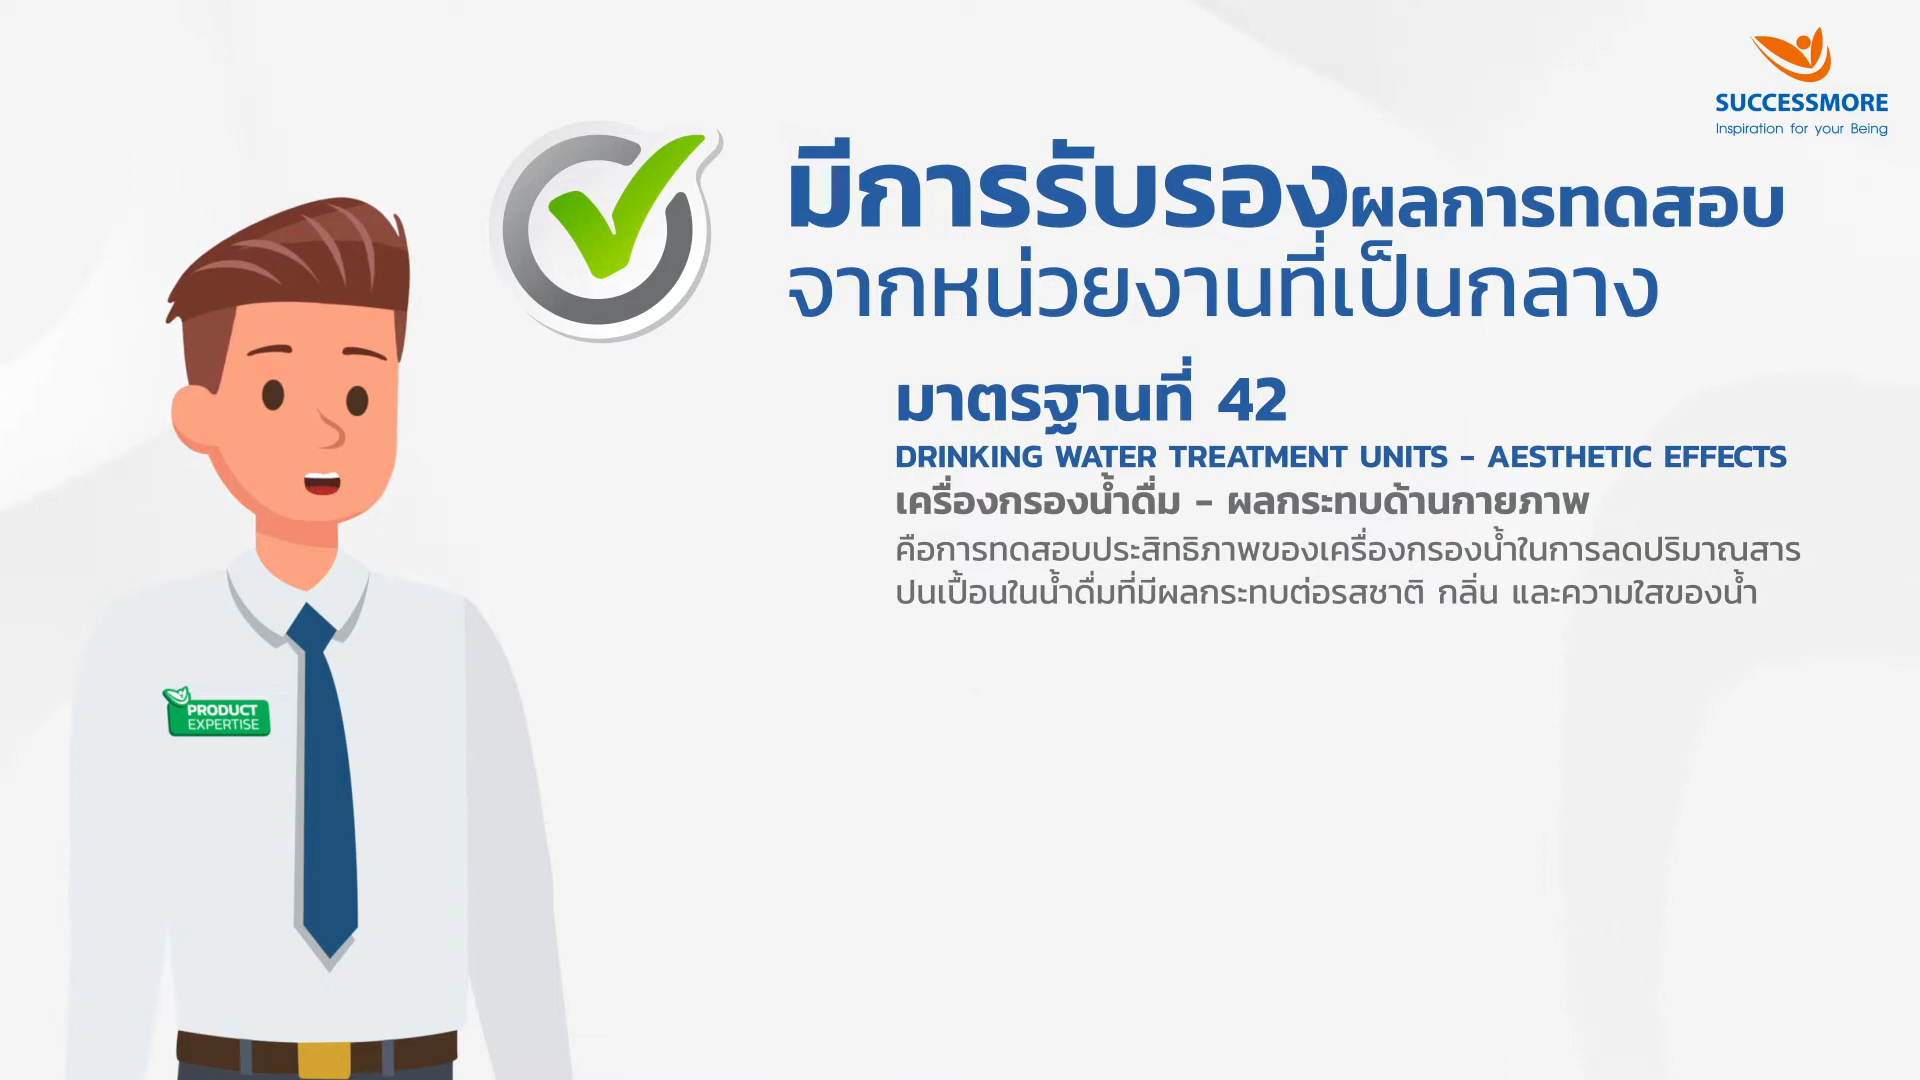 SUCCESSMORE
Inspiration for your Being
มีการรับรองผลการทดสอบ
จากหน่วยงานที่เป็นกลาง
มาตรฐานที่ 42
DRINKING WATER TREATMENT UNITS - AESTHETIC EFFECTS
เครื่องกรองน้ำดื่ม - ผลกระทบด้านกายภาพ
คือการทดสอบประสิทธิภาพของเครื่องกรองน้ำในการลดปริมาณสาร
ปนเปื้อนในน้ำดื่มที่มีผลกระทบต่อรสชาติ กลิ่น และความใสของน้ำ
PRODUCT
EXPERTISE